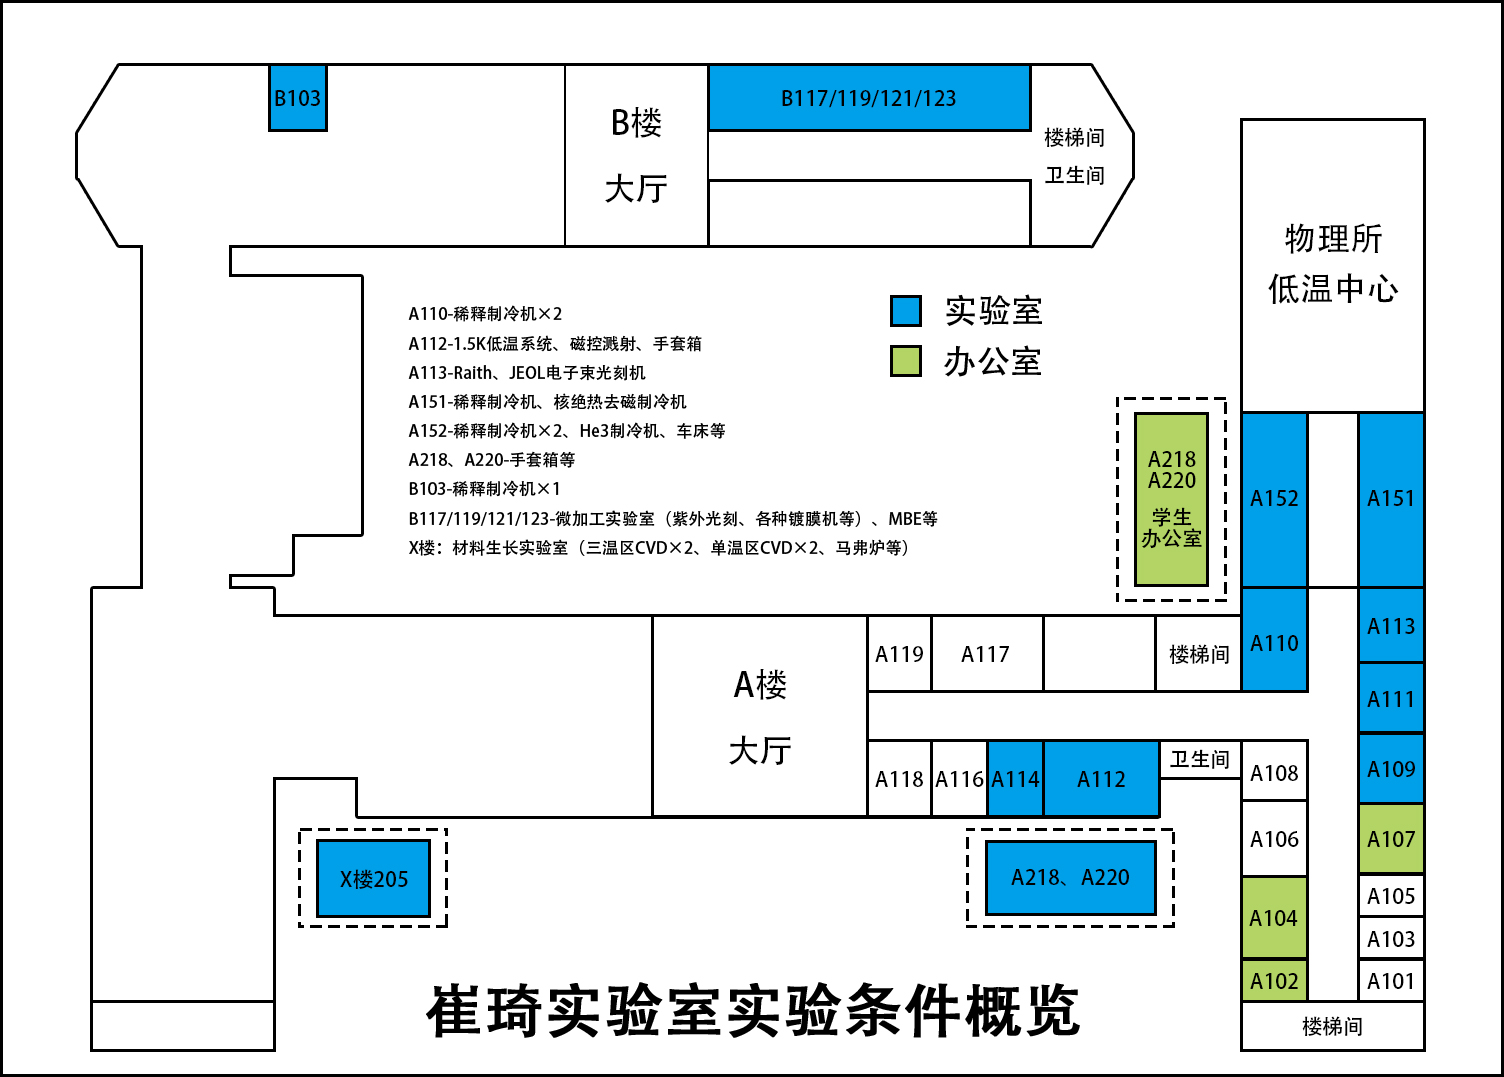 B103
B楼
大厅
B117/119/121/123
楼梯间
卫生间
物理所
低温中心
实验室
办公室
A110-稀释制冷机×2
A112-1.5K低温系统、磁控溅射、手套箱
A113-Raith、JEOL电子束光刻机
A151-稀释制冷机、核绝热去磁制冷机
A152-稀释制冷机×2、He3制冷机、车床等
A218、A220-手套箱等
B103-稀释制冷机×1
B117/119/121/123-微加工实验室（紫外光刻、各种镀膜机等）、MBE等
X楼：材料生长实验室（三温区CVD×2、单温区CVD×2、马弗炉等）
A218
A220
学生
办公室
A152
A151
A110
A113
A111
A109
A107
A105
A103
A101
A楼
大厅
A119
A117
楼梯间
A118
A116
A114
A112
卫生间
A108
A106
A104
A102
楼梯间
X楼205
A218、A220
崔琦实验室实验条件概览